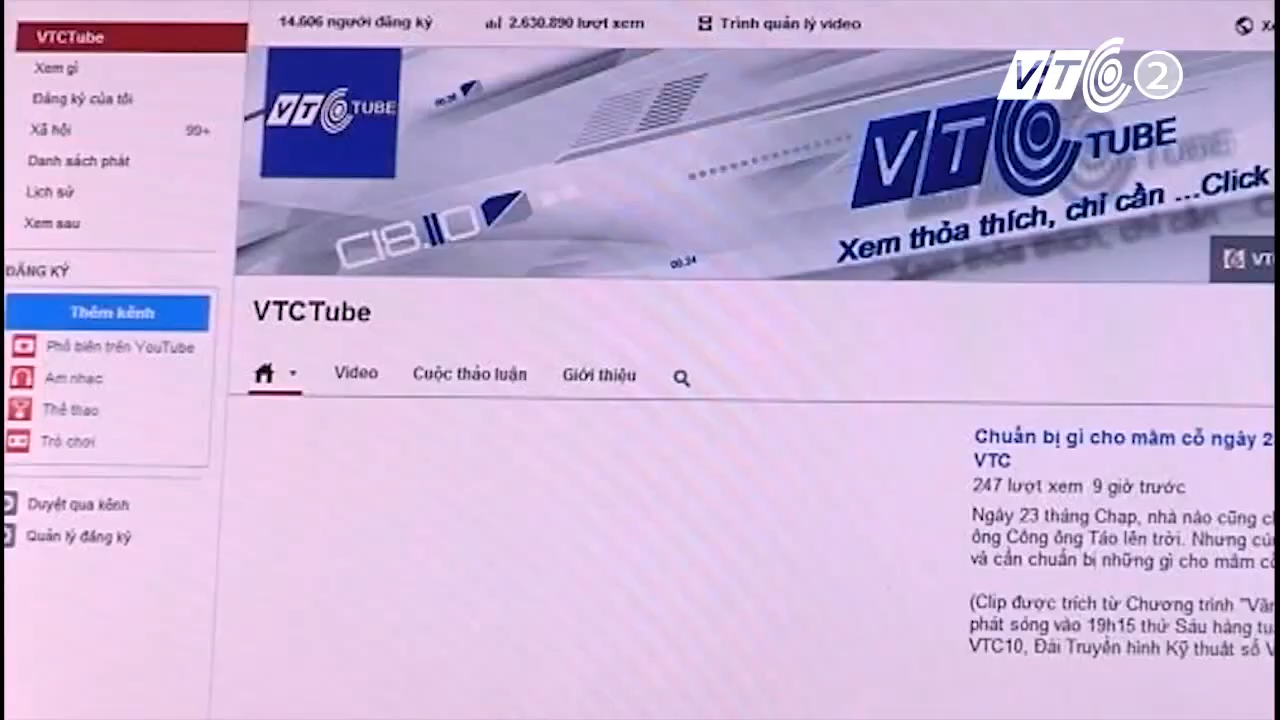 14.606 người đăng ký
2.630.890 lượt xem
Trình quản lý video
VTC 2
VTCTube
Xem gì
Đăng ký của tôi
Xã hội 99+
Danh sách phát
Lịch sử
Xem sau
ĐĂNG KÝ
Thêm kênh
Phổ biến trên YouTube
Âm nhạc
Thể thao
Trò chơi
Duyệt qua kênh
Quản lý đăng ký
VTC TUBE
00.24
VTC TUBE
Xem thỏa thích, chỉ cần ...Click
VTCTube
Video
Cuộc thảo luận
Giới thiệu
Chuẩn bị gì cho mâm cỗ ngày 2
VTC
247 lượt xem 9 giờ trước
Ngày 23 tháng Chạp, nhà nào cũng
ông Công ông Táo lên trời. Nhưng
và cần chuẩn bị những gì cho mâm
(Clip được trích từ Chương trình
phát sóng vào 19h15 thứ Sáu hàng
VTC10, Đài Truyền hình Kỹ thuật số